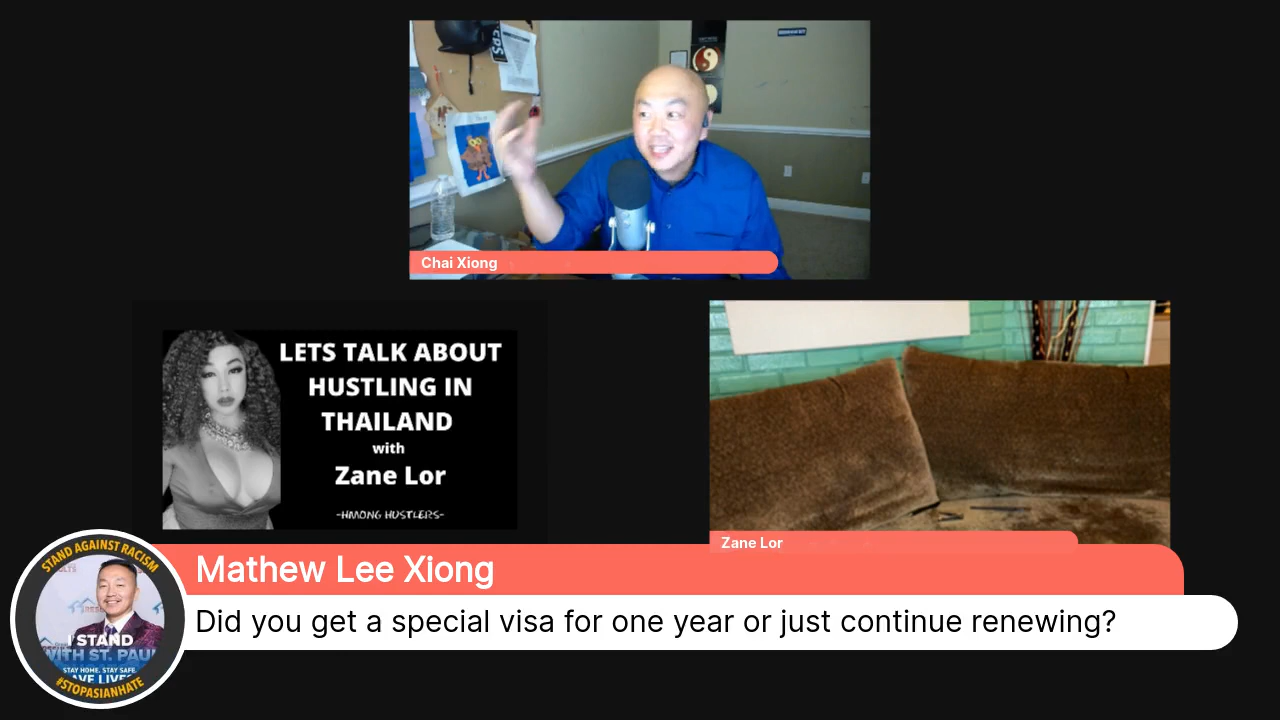 Chai Xiong
LETS TALK ABOUT
HUSTLING IN
THAILAND
with
Zane Lor
-HMONG HUSTLERS-
Zane Lor
Mathew Lee Xiong
Did you get a special visa for one year or just continue renewing?
STAND AGAINST RACISM
I STAND
WITH ST. PAUL
STAY HOME. STAY SAFE.
#STOPASIANHATE